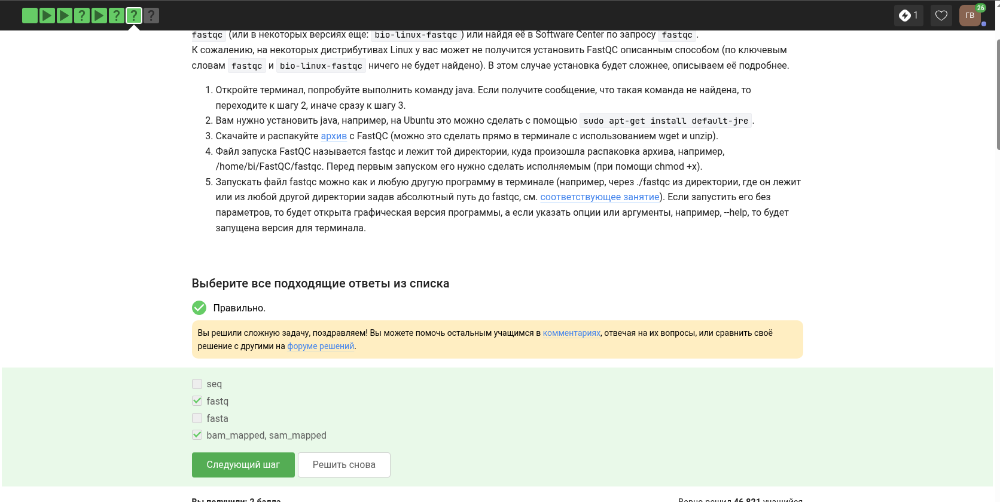 1
ГВ
26
fastqc (или в некоторых версиях еще: bio-linux-fastqc ) или найдя её в Software Center по запросу fastqc .
К сожалению, на некоторых дистрибутивах Linux у вас может не получится установить FastQC описанным способом (по ключевым
словам fastqc и bio-linux-fastqc ничего не будет найдено). В этом случае установка будет сложнее, описываем её подробнее.
1. Откройте терминал, попробуйте выполнить команду java. Если получите сообщение, что такая команда не найдена, то
переходите к шагу 2, иначе сразу к шагу 3.
2. Вам нужно установить java, например, на Ubuntu это можно сделать с помощью sudo apt-get install default-jre .
3. Скачайте и распакуйте архив с FastQC (можно это сделать прямо в терминале с использованием wget и unzip).
4. Файл запуска FastQC называется fastqc и лежит той директории, куда произошла распаковка архива, например,
/home/bi/FastQC/fastqc. Перед первым запуском его нужно сделать исполняемым (при помощи chmod +x).
5. Запускать файл fastqc можно как и любую другую программу в терминале (например, через ./fastqc из директории, где он лежит
или из любой другой директории задав абсолютный путь до fastqc, см. соответствующее занятие). Если запустить его без
параметров, то будет открыта графическая версия программы, а если указать опции или аргументы, например, --help, то будет
запущена версия для терминала.
Выберите все подходящие ответы из списка
Правильно.
Вы решили сложную задачу, поздравляем! Вы можете помочь остальным учащимся в комментариях, отвечая на их вопросы, или сравнить своё
решение с другими на форуме решений.
seq
fastq
fasta
bam_mapped, sam_mapped
Следующий шаг
Решить снова
Вы получили: 2 балла
Верно решил 46 821 учащийся